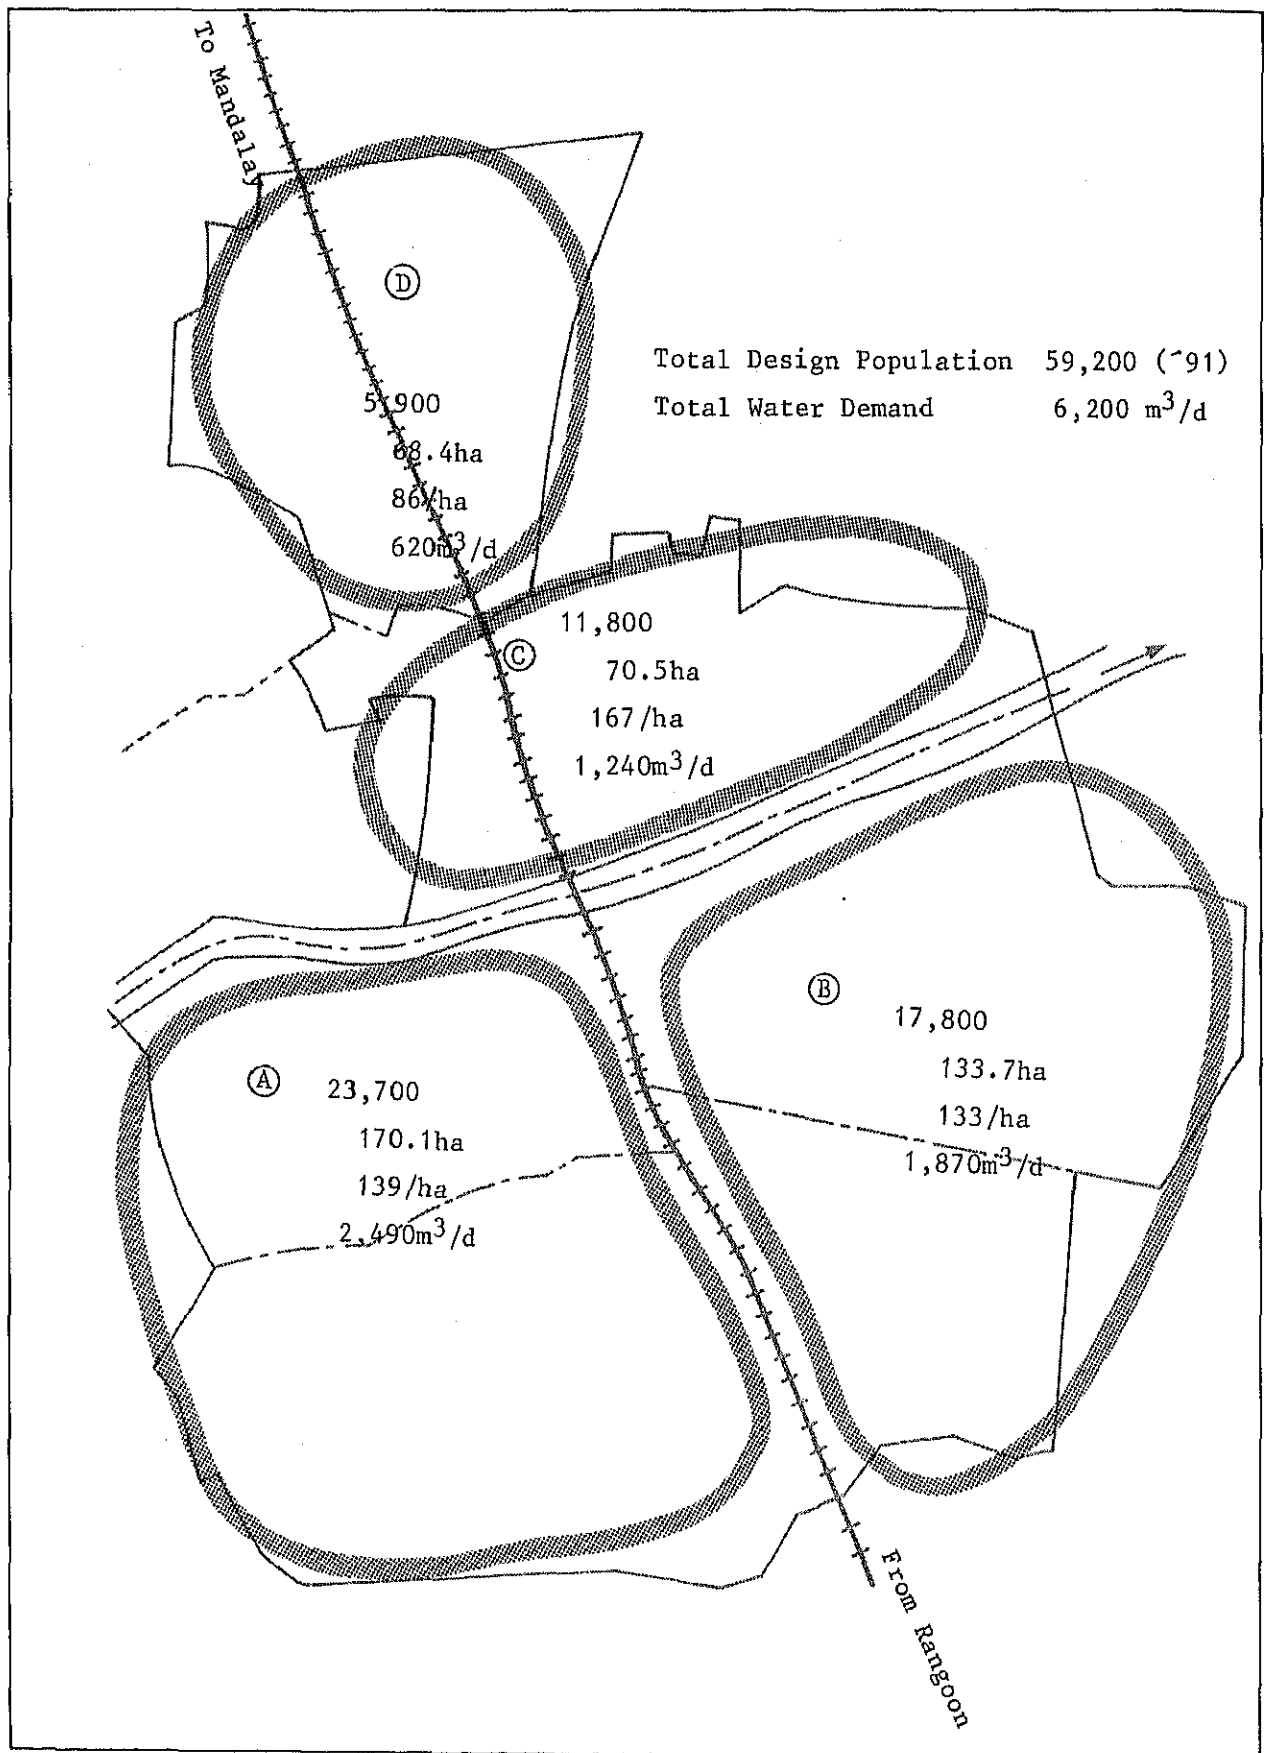 To Mandalay
Ⓓ
Total Design Population 59,200 (~91)
Total Water Demand 6,200 m³/d
5,900
68.4ha
86/ha
620m³/d
11,800
Ⓒ
70.5ha
167/ha
1,240m³/d
Ⓑ
17,800
133.7ha
133/ha
1,870m³/d
Ⓐ
23,700
170.1ha
139/ha
2,490m³/d
From Rangoon